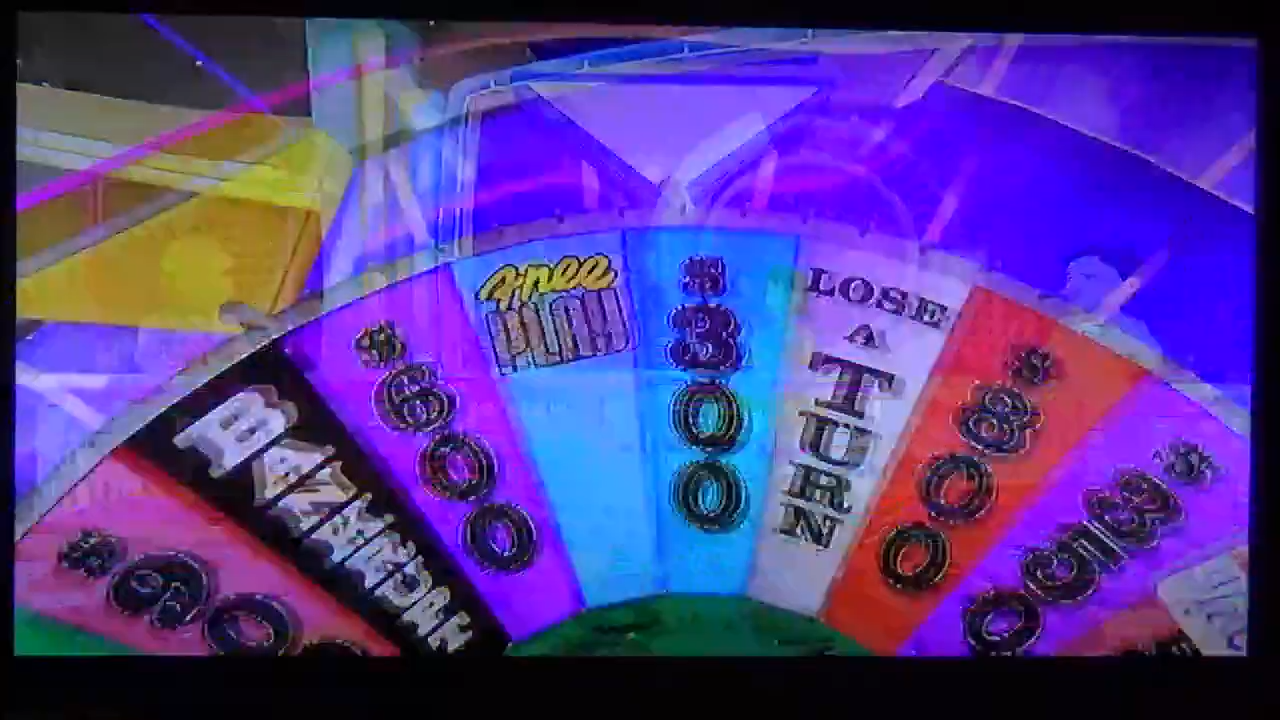 $900
BANKRUPT
$600
Free
PLAY
$300
LOSE
A
TURN
$800
$350